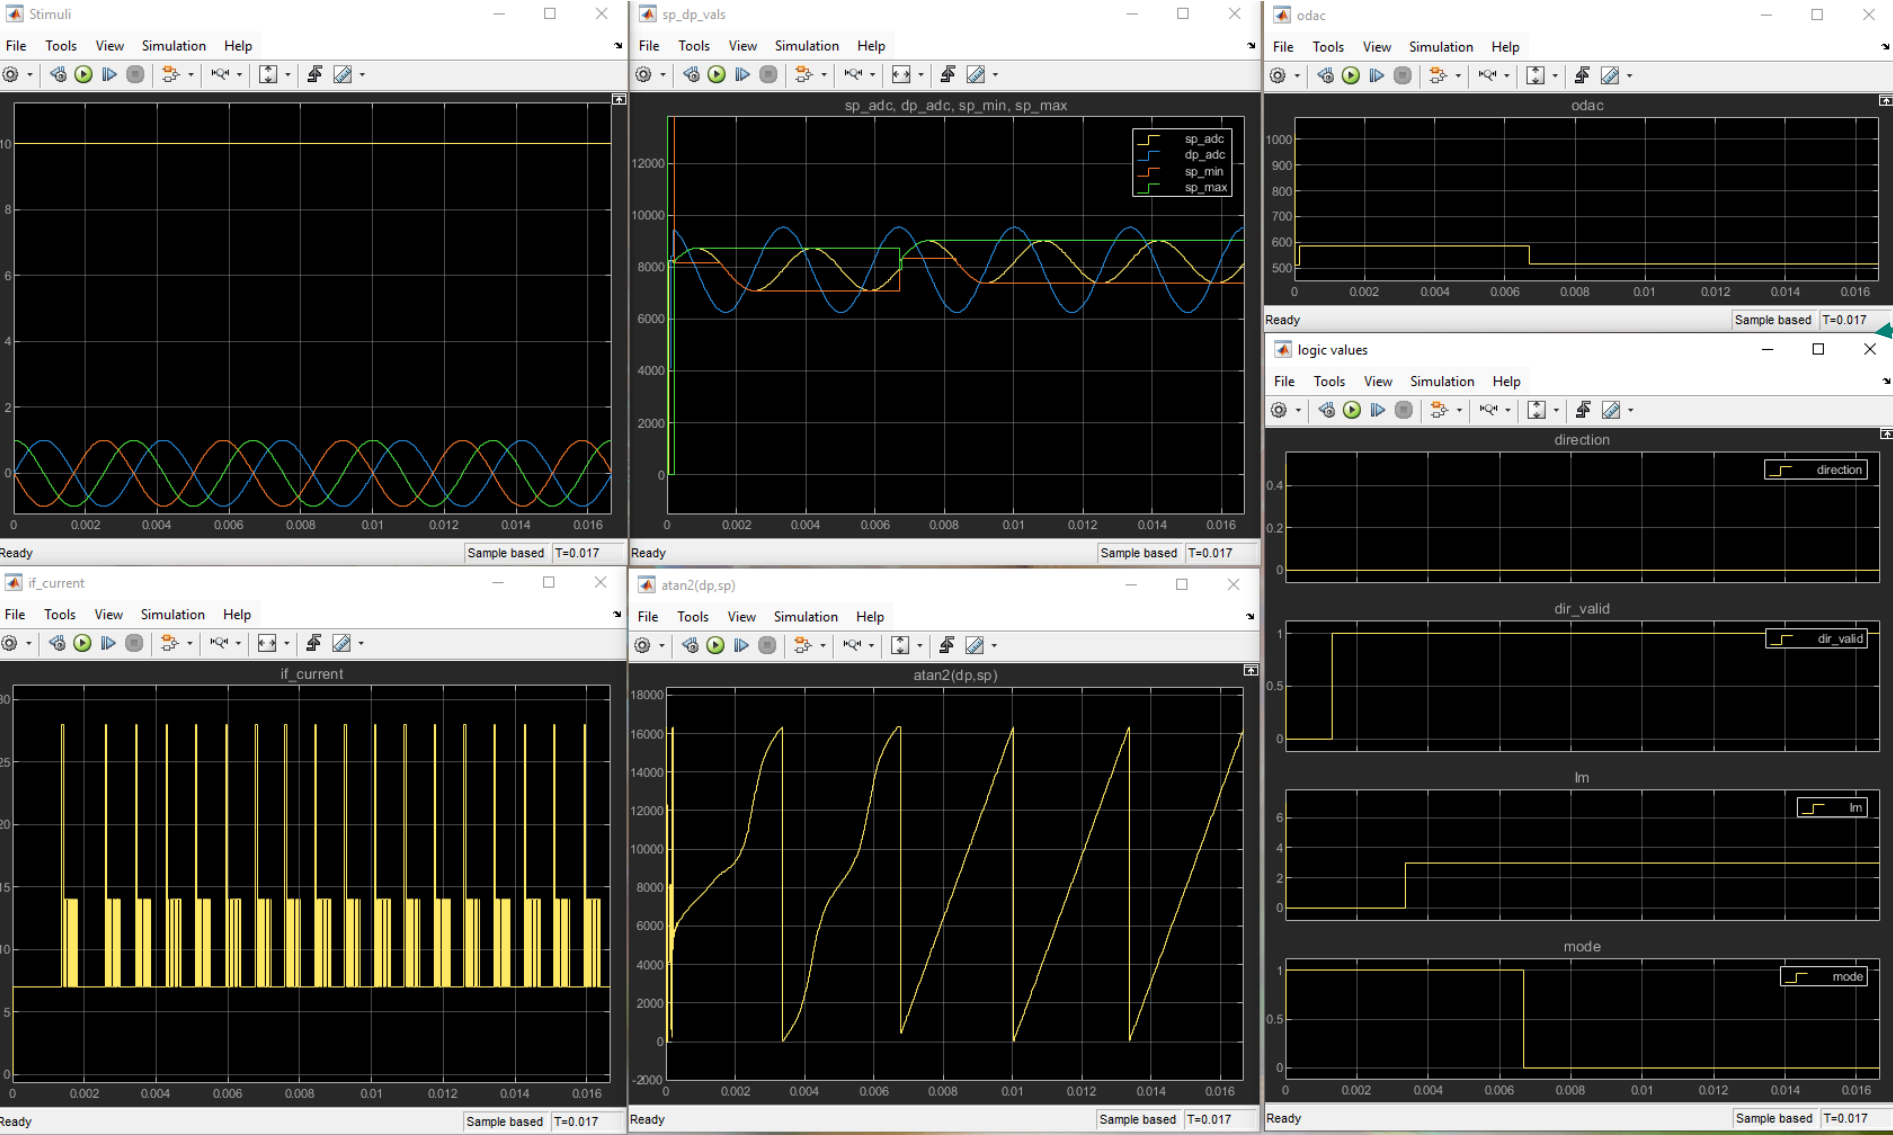 Stimuli
File Tools View Simulation Help
10
8
6
4
2
0
0 0.002 0.004 0.006 0.008 0.01 0.012 0.014 0.016
Ready Sample based T=0.017
sp_dp_vals
File Tools View Simulation Help
sp_adc, dp_adc, sp_min, sp_max
sp_adc
dp_adc
sp_min
sp_max
12000
10000
8000
6000
4000
2000
0
0 0.002 0.004 0.006 0.008 0.01 0.012 0.014 0.016
Ready Sample based T=0.017
odac
File Tools View Simulation Help
odac
1000
900
800
700
600
500
0 0.002 0.004 0.006 0.008 0.01 0.012 0.014 0.016
Ready Sample based T=0.017
logic values
File Tools View Simulation Help
direction
direction
0.4
0.2
0
dir_valid
dir_valid
1
0.5
0
lm
lm
6
4
2
0
mode
mode
1
0.5
0
0 0.002 0.004 0.006 0.008 0.01 0.012 0.014 0.016
Ready Sample based T=0.017
if_current
File Tools View Simulation Help
if_current
30
25
20
15
10
5
0
0 0.002 0.004 0.006 0.008 0.01 0.012 0.014 0.016
Ready Sample based T=0.017
atan2(dp,sp)
File Tools View Simulation Help
atan2(dp,sp)
18000
16000
14000
12000
10000
8000
6000
4000
2000
0
-2000
0 0.002 0.004 0.006 0.008 0.01 0.012 0.014 0.016
Ready Sample based T=0.017